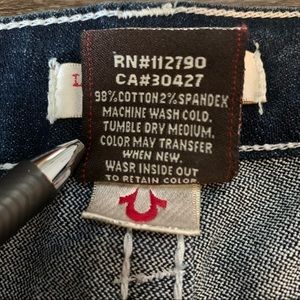 RN#112790
CA#30427
98%COTTON2%SPANDEX
MACHINE WASH COLD.
TUMBLE DRY MEDIUM.
COLOR MAY TRANSFER
WHEN NEW.
WASR INSIDE OUT
TO RETAIN COLOR